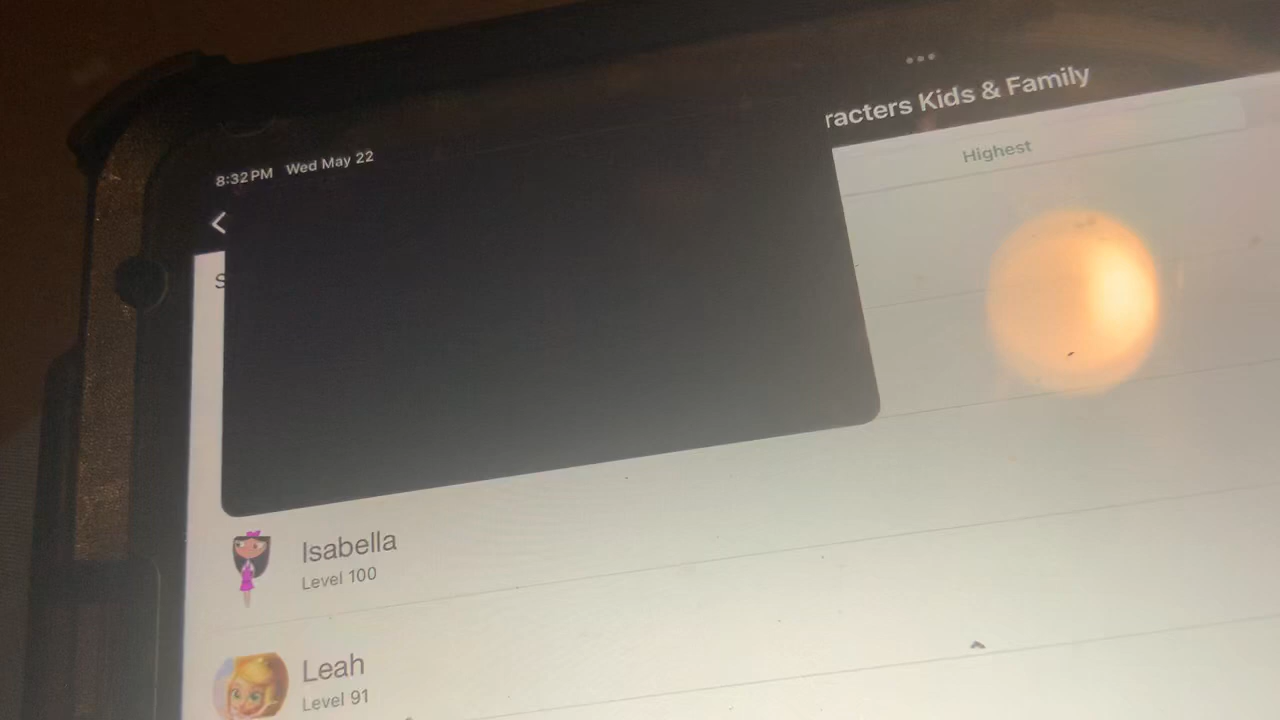 8:32 PM Wed May 22
racters Kids & Family
Highest
Isabella
Level 100
Leah
Level 91